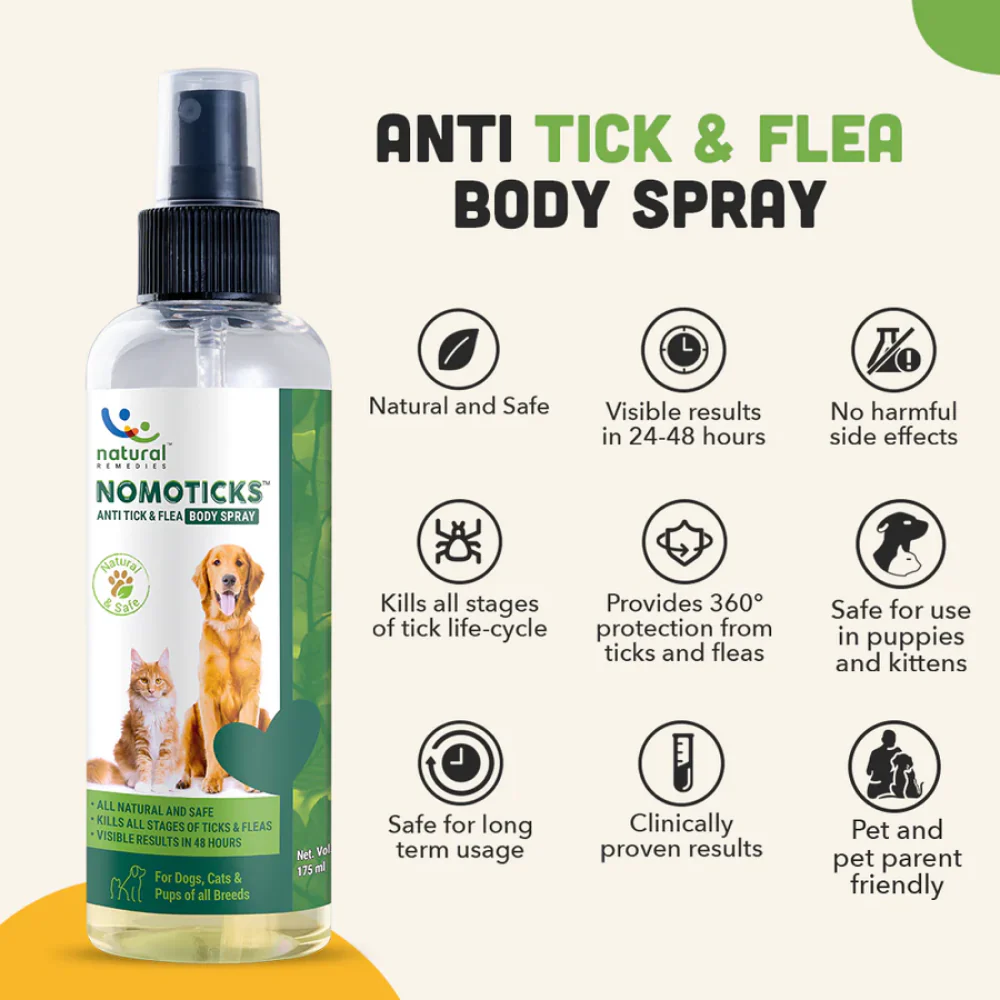 ANTI TICK & FLEA
BODY SPRAY
natural™
REMEDIES
NOMOTICKS™
ANTI TICK & FLEA BODY SPRAY
Natural
& Safe
• ALL NATURAL AND SAFE
• KILLS ALL STAGES OF TICKS & FLEAS
• VISIBLE RESULTS IN 48 HOURS
Net. Vol.
175 ml
For Dogs, Cats &
Pups of all Breeds
Natural and Safe
Visible results
in 24-48 hours
No harmful
side effects
Kills all stages
of tick life-cycle
Provides 360°
protection from
ticks and fleas
Safe for use
in puppies
and kittens
Safe for long
term usage
Clinically
proven results
Pet and
pet parent
friendly